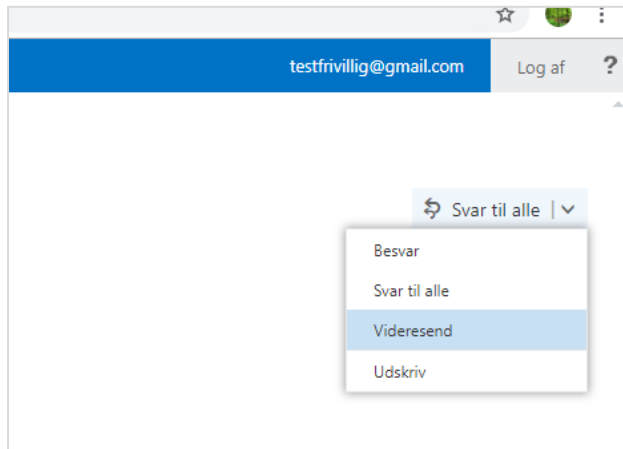 testfrivillig@gmail.com Log af ?
Svar til alle
Besvar
Svar til alle
Videresend
Udskriv